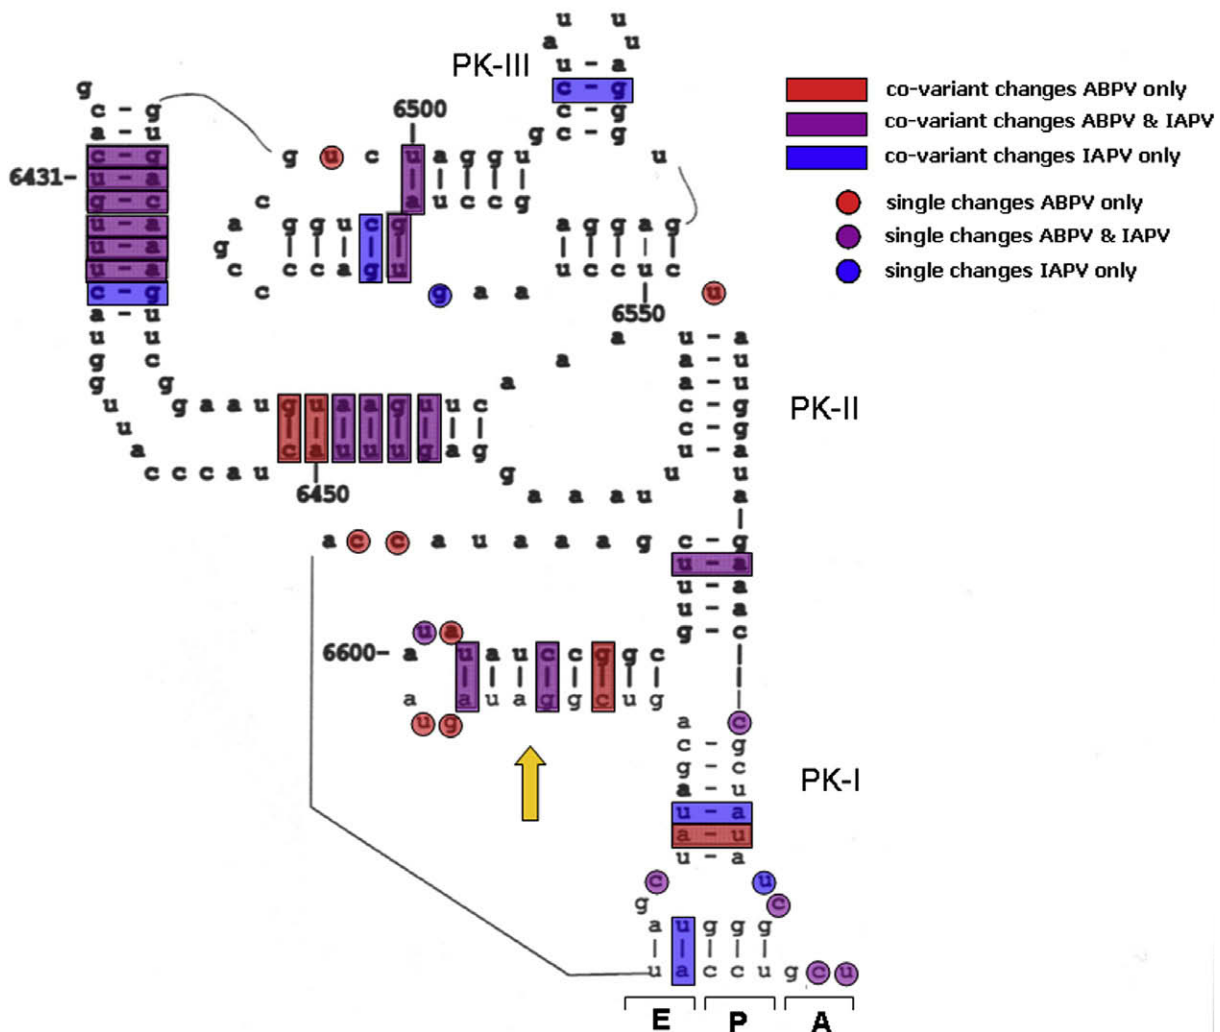 u u
a u
PK-III u - a
g c - g
c - g 6500 c - g
a - u g c - g
c - g g u c u a g g u u
6431- u - a
g - c c a u c c g
u - a a g g u c g a g g a g
u - a g
u - a c c c a g u u c c u c
c - g c g a a u
a - u 6550
u u a u - a
g c a a - u
g g a a - u
u g a a u g u a a g u u c c - g
PK-II
u c - g
a c a u u u g a g u - a
c c c a u g u u
6450 a a a u a
a c c a u a a a g c - g
u - a
u - a
u - a
u a g - c
6600- a u a u c c g g c
a a u a g g c u g
u g a c
c - g
g - c
PK-I
a - u
u - a
a - u
u - a
c u
g c
a u g g g
u a c c u g c u
E P A
co-variant changes ABPV only
co-variant changes ABPV & IAPV
co-variant changes IAPV only
single changes ABPV only
single changes ABPV & IAPV
single changes IAPV only